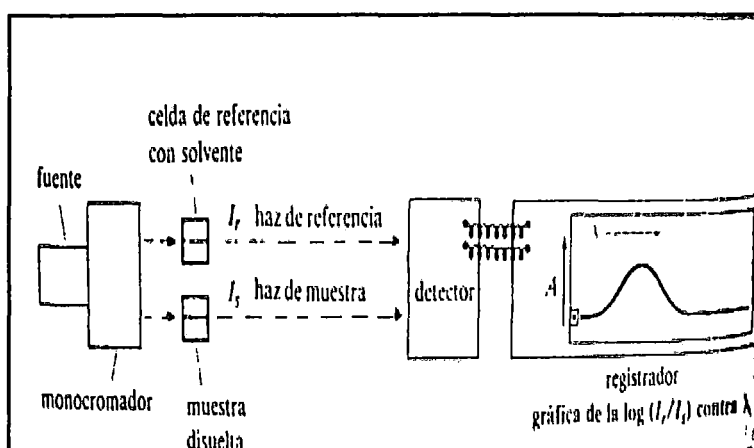 celda de referencia
con solvente
fuente
I_r haz de referencia
I_s haz de muestra
detector
A
λ
monocromador
muestra
disuelta
registrador
gráfica de la log (I_r/I_s) contra λ